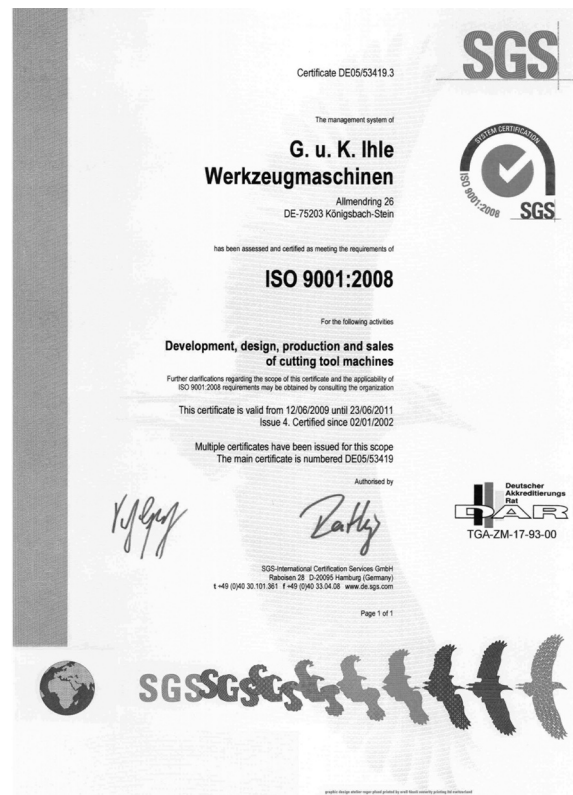 SGS
Certificate DE05/53419.3
The management system of
G. u. K. Ihle
Werkzeugmaschinen
Allmendring 26
DE-75203 Königsbach-Stein
SYSTEM CERTIFICATION
ISO 9001:2008
SGS
has been assessed and certified as meeting the requirements of
ISO 9001:2008
For the following activities
Development, design, production and sales
of cutting tool machines
Further clarifications regarding the scope of this certificate and the applicability of
ISO 9001:2008 requirements may be obtained by consulting the organization
This certificate is valid from 12/06/2009 until 23/06/2011
Issue 4. Certified since 02/01/2002
Multiple certificates have been issued for this scope
The main certificate is numbered DE05/53419
Authorised by
Deutscher
Akkreditierungs
Rat
DAR
TGA-ZM-17-93-00
SGS-International Certification Services GmbH
Raboisen 28 D-20095 Hamburg (Germany)
t +49 (0)40 30.101.361 f +49 (0)40 33.04.08 www.de.sgs.com
Page 1 of 1
SGSSGSGS